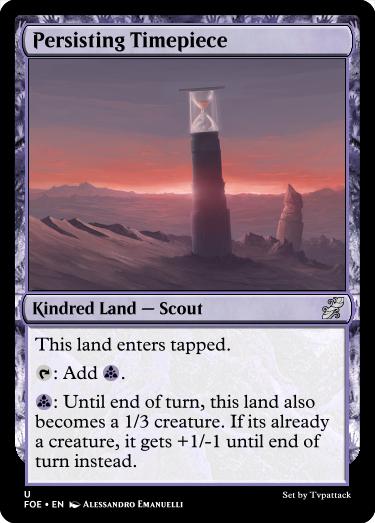 Persisting Timepiece
Kindred Land — Scout
This land enters tapped.
: Add .
: Until end of turn, this land also
becomes a 1/3 creature. If its already
a creature, it gets +1/-1 until end of
turn instead.
U
FOE • EN Alessandro Emanuelli
Set by Tvpattack